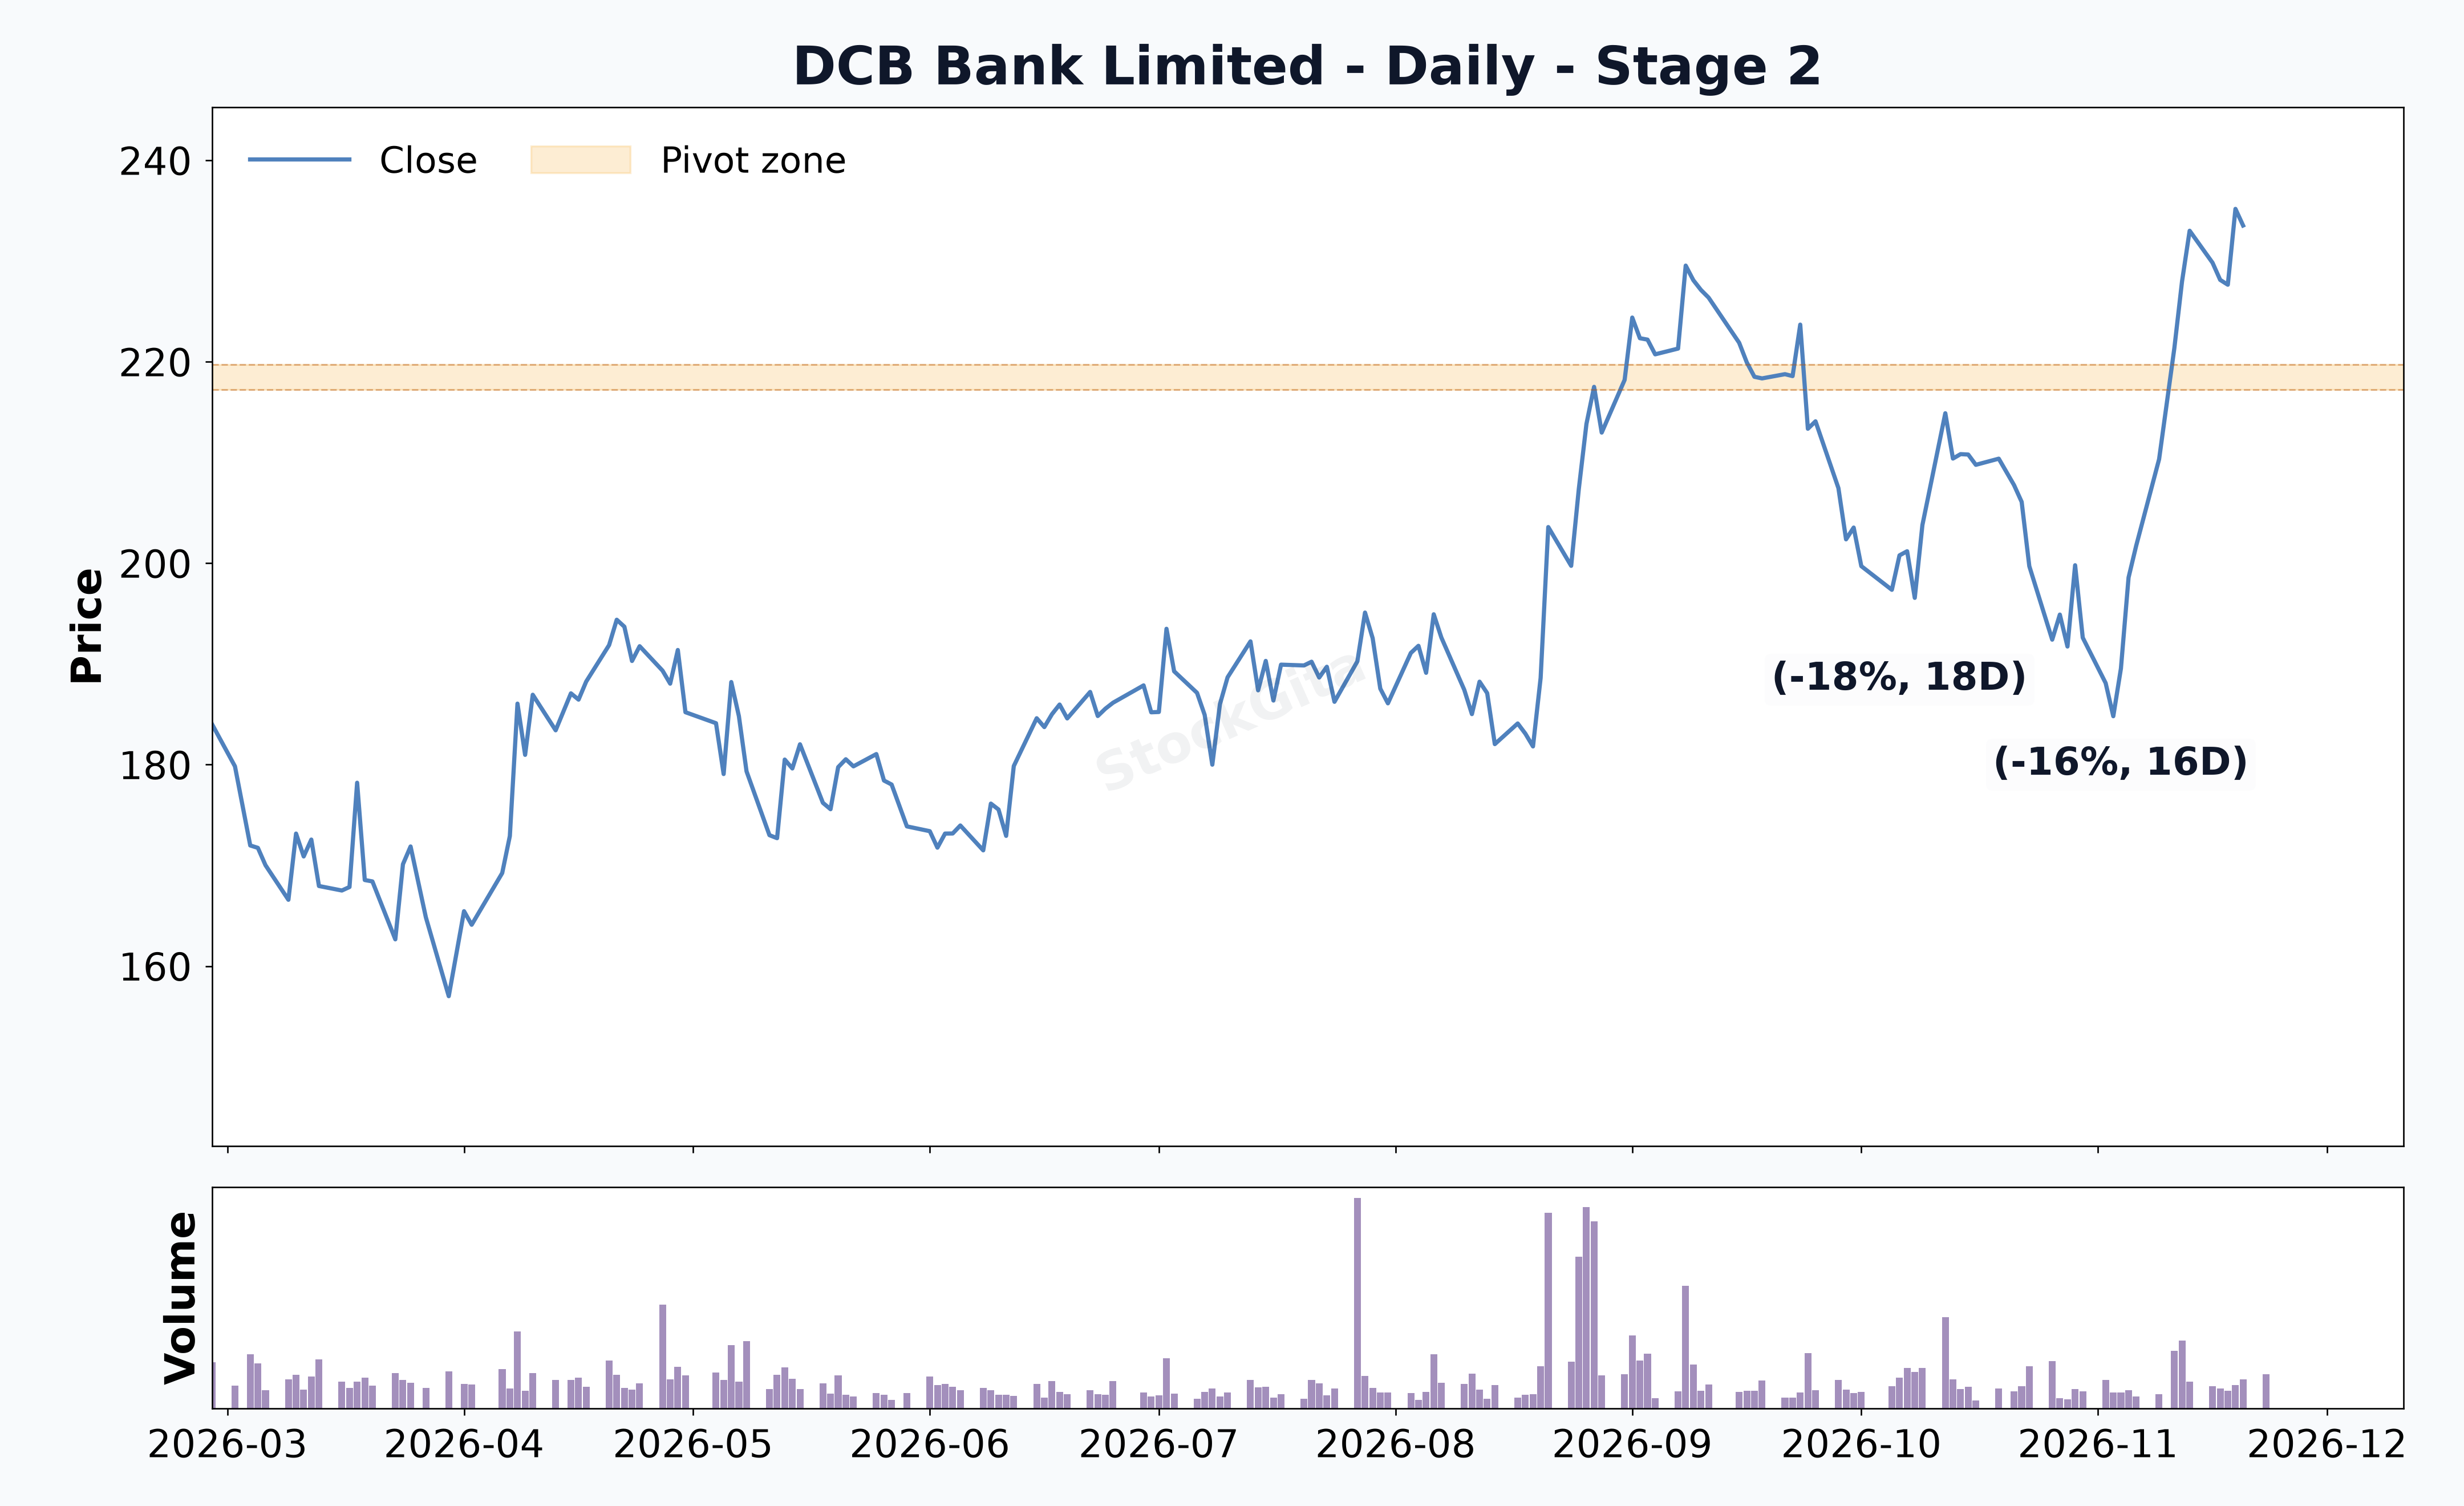 DCB Bank Limited - Daily - Stage 2
Close
Pivot zone
240
220
200
180
160
Price
StockGita
(-18%, 18D)
(-16%, 16D)
Volume
2026-03
2026-04
2026-05
2026-06
2026-07
2026-08
2026-09
2026-10
2026-11
2026-12